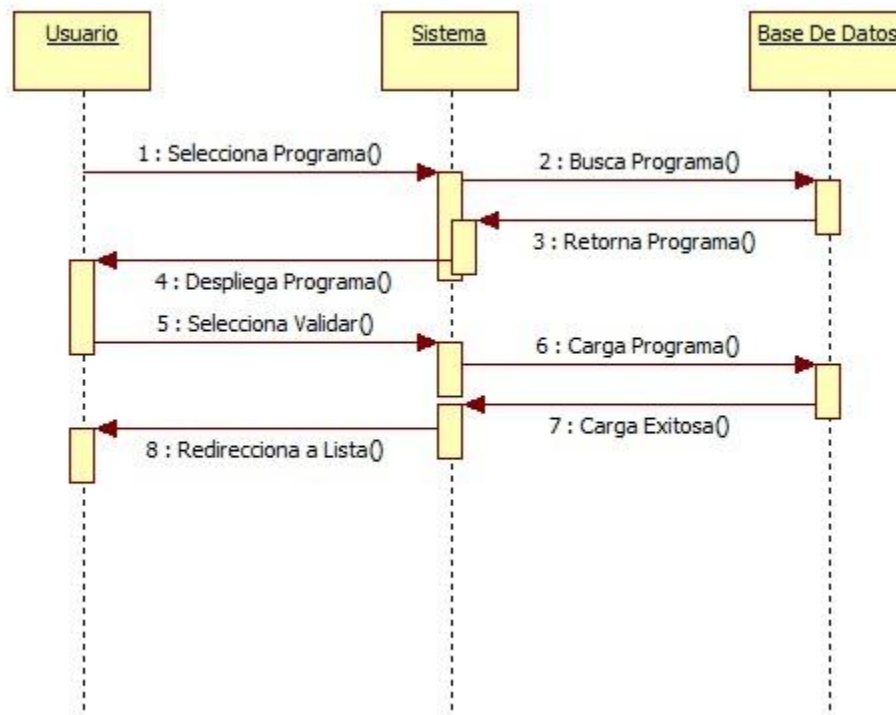 Usuario
Sistema
Base De Datos
1 : Selecciona Programa()
2 : Busca Programa()
3 : Retorna Programa()
4 : Despliega Programa()
5 : Selecciona Validar()
6 : Carga Programa()
7 : Carga Exitosa()
8 : Redirecciona a Lista()